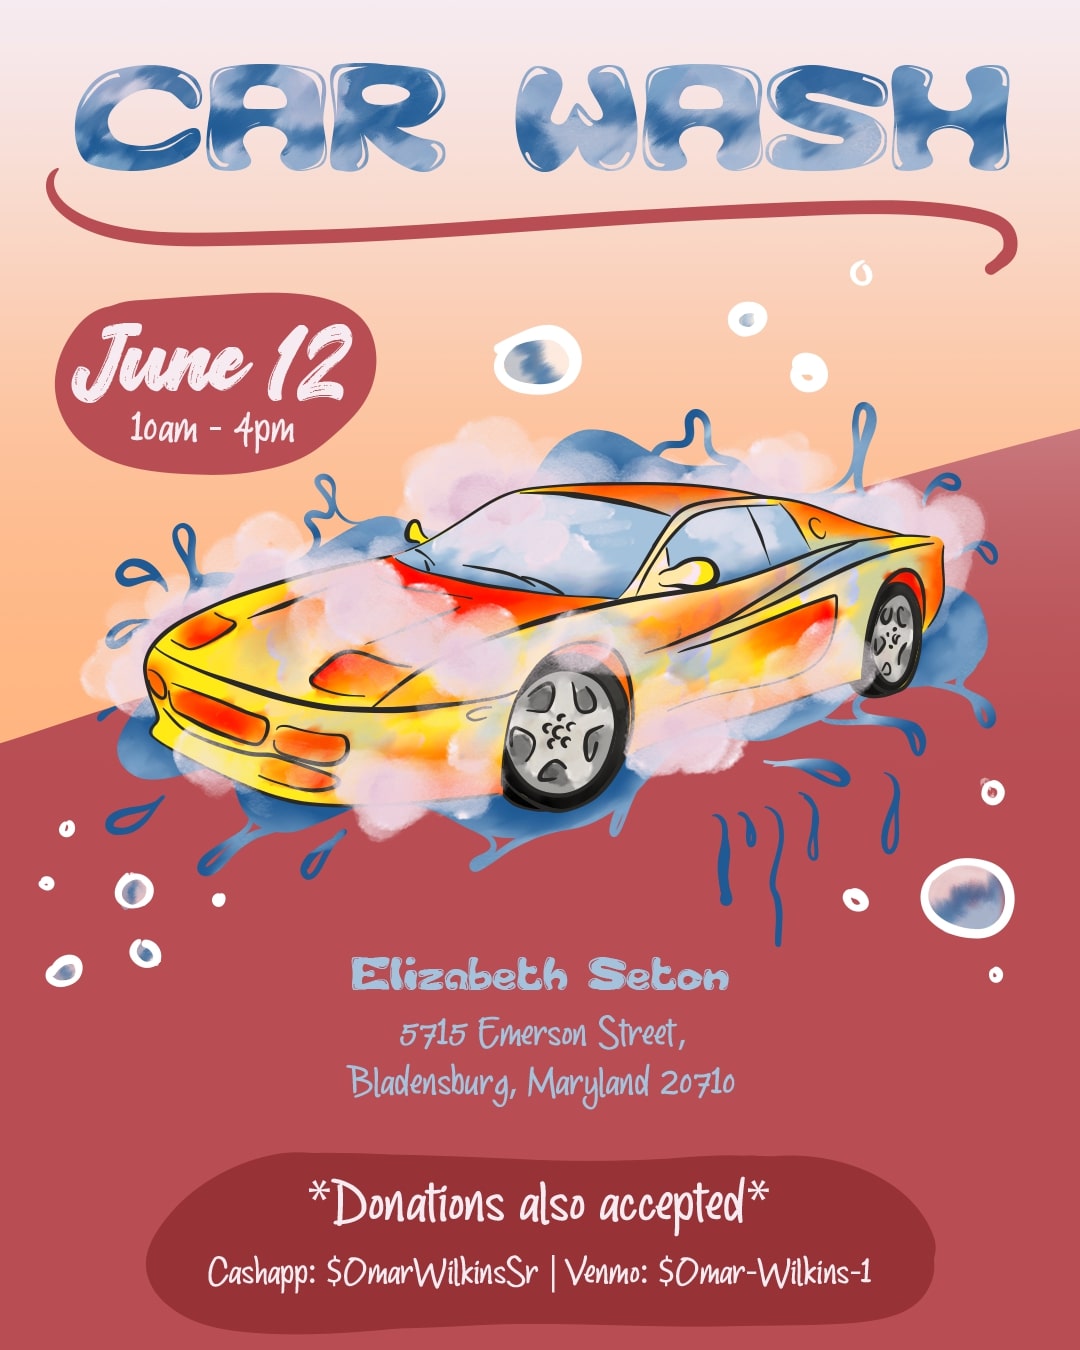 CAR WASH
June 12
10am - 4pm
Elizabeth Seton
5715 Emerson Street,
Bladensburg, Maryland 20710
*Donations also accepted*
Cashapp: $OmarWilkinsSr | Venmo: $Omar-Wilkins-1